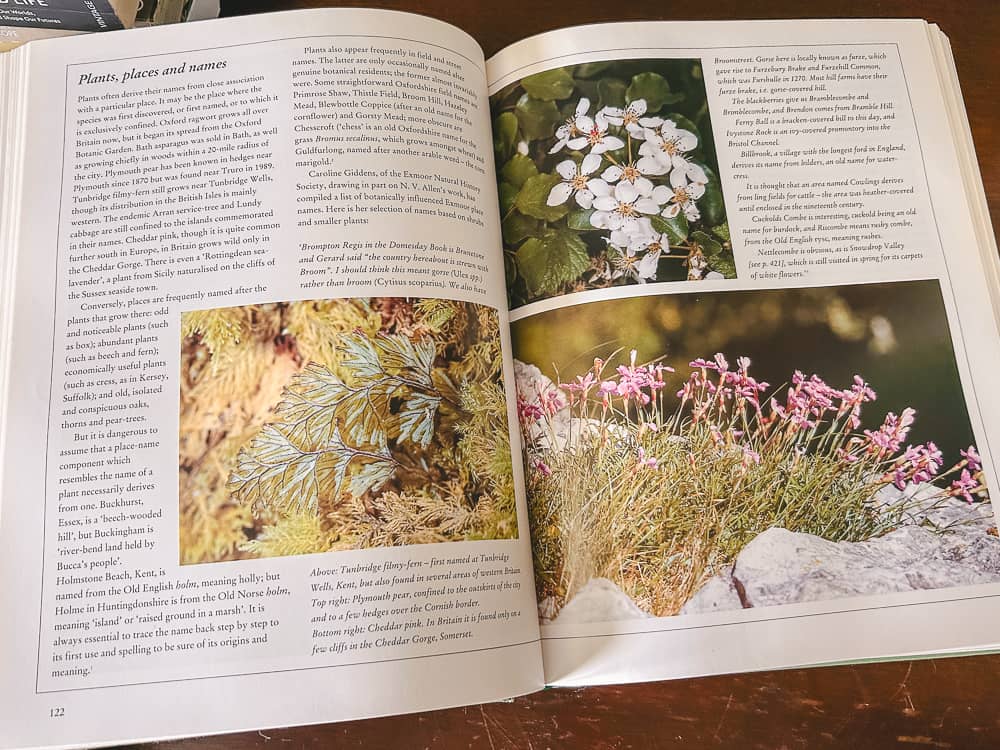 D LIFE
Our Worlds,
d Shape Our Futures
VINTAGE
Plants, places and names
Plants often derive their names from close association
with a particular place. It may be the place where the
species was first discovered, or first named, or to which it
is exclusively confined. Oxford ragwort grows all over
Britain now, but it began its spread from the Oxford
Botanic Garden. Bath asparagus was sold in Bath, as well
as growing chiefly in woods within a 20-mile radius of
the city. Plymouth pear has been known in hedges near
Plymouth since 1870 but was found near Truro in 1989.
Tunbridge filmy-fern still grows near Tunbridge Wells,
though its distribution in the British Isles is mainly
western. The endemic Arran service-tree and Lundy
cabbage are still confined to the islands commemorated
in their names. Cheddar pink, though it is quite common
further south in Europe, in Britain grows wild only in
the Cheddar Gorge. There is even a 'Rottingdean sea-
lavender', a plant from Sicily naturalised on the cliffs of
the Sussex seaside town.
Conversely, places are frequently named after the
plants that grow there: odd
and noticeable plants (such
as box); abundant plants
(such as beech and fern);
economically useful plants
(such as cress, as in Kersey,
Suffolk); and old, isolated
and conspicuous oaks,
thorns and pear-trees.
But it is dangerous to
assume that a place-name
component which
resembles the name of a
plant necessarily derives
from one. Buckhurst,
Essex, is a 'beech-wooded
hill', but Buckingham is
'river-bend land held by
Bucca's people'.
Holmstone Beach, Kent, is
named from the Old English holm, meaning holly; but
Holme in Huntingdonshire is from the Old Norse holm,
meaning 'island' or 'raised ground in a marsh'. It is
always essential to trace the name back step by step to
its first use and spelling to be sure of its origins and
meaning.¹
122
Plants also appear frequently in field and street
names. The latter are only occasionally named after
genuine botanical residents; the former almost invariably
were. Some straightforward Oxfordshire field names are
Primrose Shaw, Thistle Field, Broom Hill, Hazeley
Mead, Blewbottle Coppice (after an old name for the
cornflower) and Gorsty Mead; more obscure are
Chesscroft ('chess' is an old Oxfordshire name for the
grass Bromus secalinus, which grows amongst wheat) and
Guldfurlong, named after another arable weed – the corn
marigold.²
Caroline Giddens, of the Exmoor Natural History
Society, drawing in part on N. V. Allen's work, has
compiled a list of botanically influenced Exmoor place
names. Here is her selection of names based on shrubs
and smaller plants:
'Brompton Regis in the Domesday Book is Brunetone
and Gerard said "the country hereabout is strewn with
Broom". I should think this meant gorse (Ulex spp.)
rather than broom (Cytisus scoparius). We also have
Above: Tunbridge filmy-fern – first named at Tunbridge
Wells, Kent, but also found in several areas of western Britain.
Top right: Plymouth pear, confined to the outskirts of the city
and to a few hedges over the Cornish border.
Bottom right: Cheddar pink. In Britain it is found only on a
few cliffs in the Cheddar Gorge, Somerset.
Broomstreet. Gorse here is locally known as furze, which
gave rise to Furzebury Brake and Furzehill Common,
which was Fernhulle in 1270. Most hill farms have their
furze brake, i.e. gorse-covered hill.
The blackberries give us Bramblecombe and
Brimblecombe, and Brendon comes from Bramble Hill.
Ferny Ball is a bracken-covered hill to this day, and
Ivystone Rock is an ivy-covered promontory into the
Bristol Channel.
Billbrook, a village with the longest ford in England,
derives its name from bilders, an old name for water-
cress.
It is thought that an area named Cowlings derives
from ling fields for cattle – the area was heather-covered
until enclosed in the nineteenth century.
Cuckolds Combe is interesting, cuckold being an old
name for burdock, and Riscombe means rushy combe,
from the Old English rysc, meaning rushes.
Nettlecombe is obvious, as is Snowdrop Valley
[see p. 421], which is still visited in spring for its carpets
of white flowers.'³